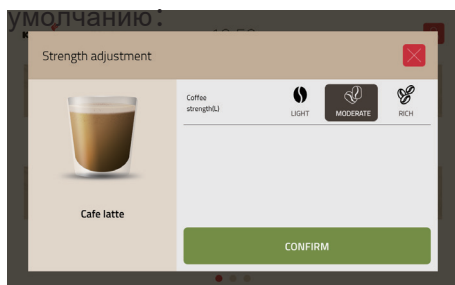 умолчанию:
Strength adjustment
Coffee
strength(L)
LIGHT
MODERATE
RICH
Cafe latte
CONFIRM